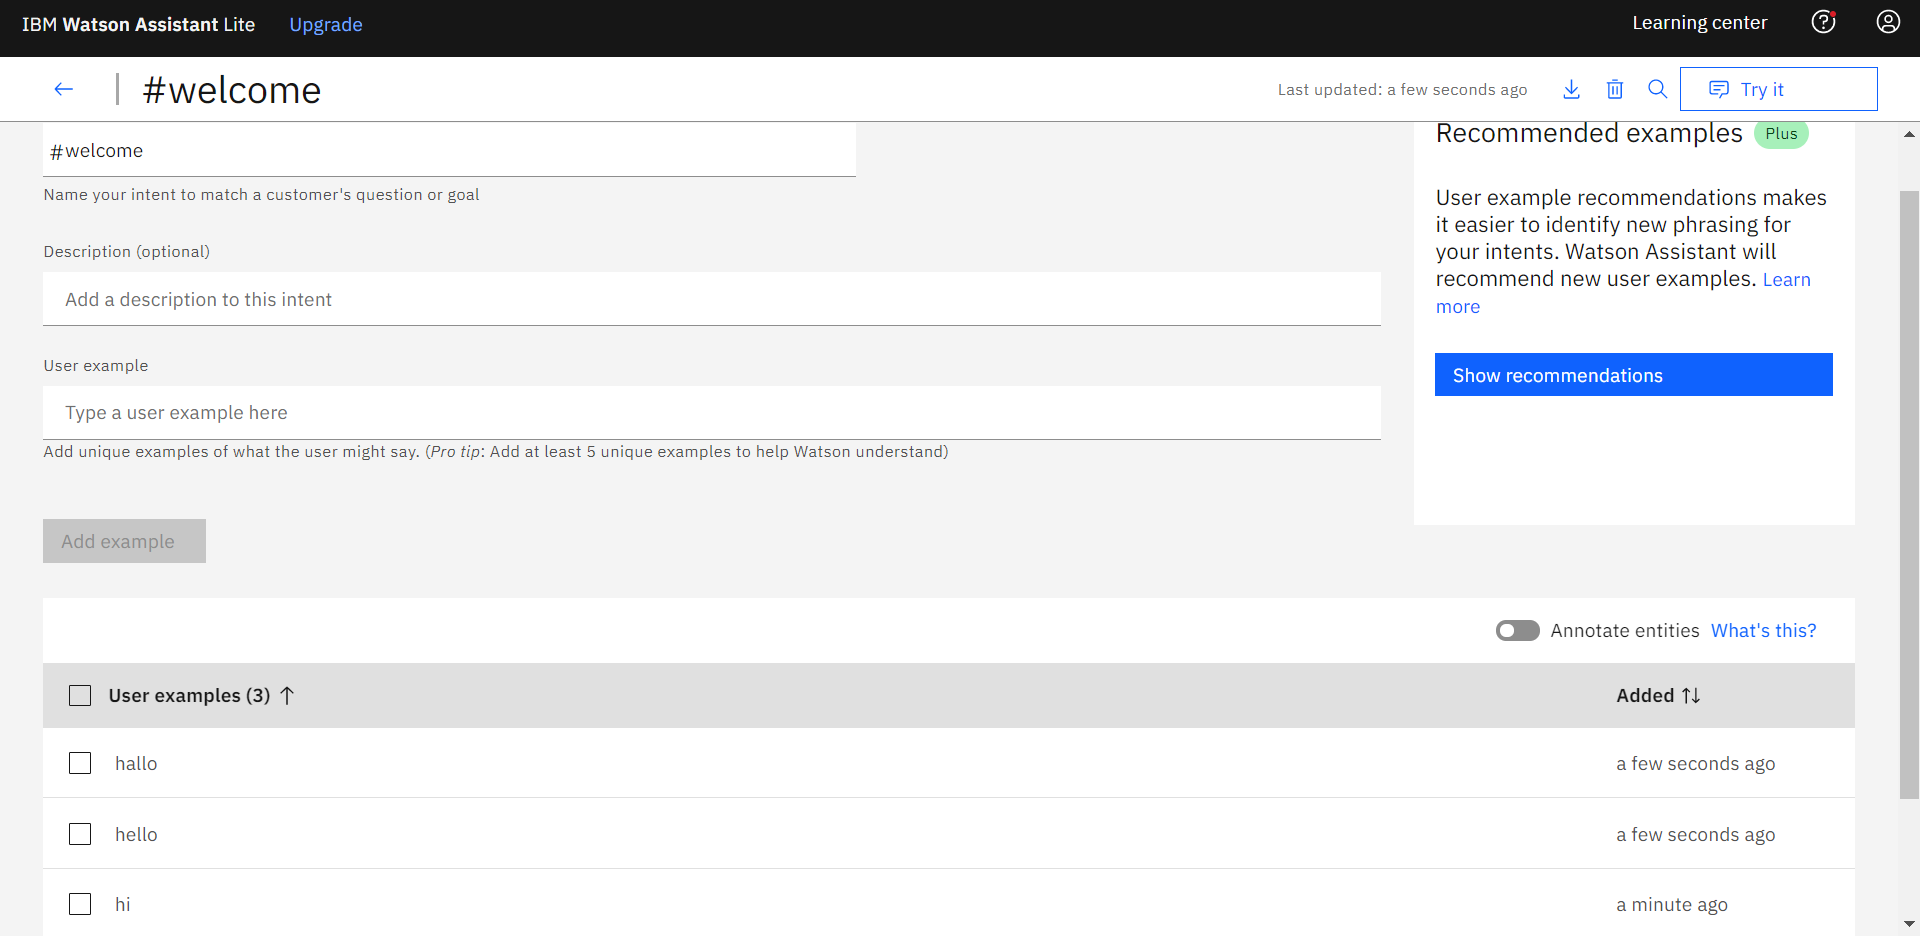 IBM Watson Assistant Lite
Upgrade
Learning center
#welcome
Last updated: a few seconds ago
Try it
#welcome
Name your intent to match a customer's question or goal
Description (optional)
Add a description to this intent
User example
Type a user example here
Add unique examples of what the user might say. (Pro tip: Add at least 5 unique examples to help Watson understand)
Add example
Recommended examples Plus
User example recommendations makes
it easier to identify new phrasing for
your intents. Watson Assistant will
recommend new user examples. Learn
more
Show recommendations
Annotate entities What's this?
User examples (3)
Added
hallo
a few seconds ago
hello
a few seconds ago
hi
a minute ago